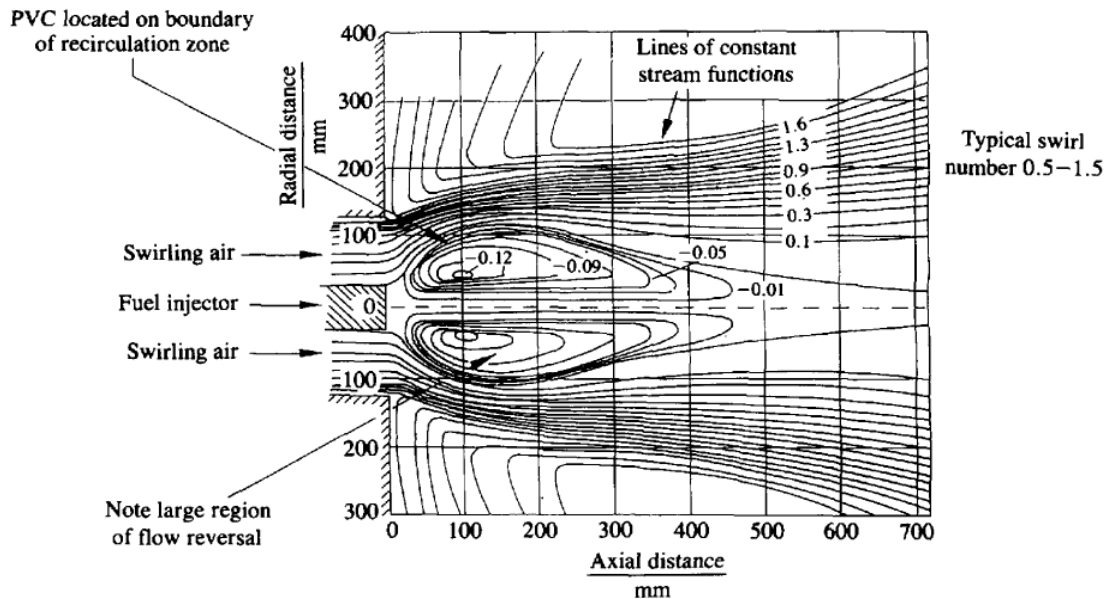 PVC located on boundary
of recirculation zone
Radial distance
mm
400
300
200
100
0
100
200
300
Lines of constant
stream functions
1.6
1.3
0.9
0.6
0.3
0.1
Typical swirl
number 0.5–1.5
Swirling air
Fuel injector
Swirling air
−0.12
−0.09
−0.05
−0.01
Note large region
of flow reversal
0 100 200 300 400 500 600 700
Axial distance
mm